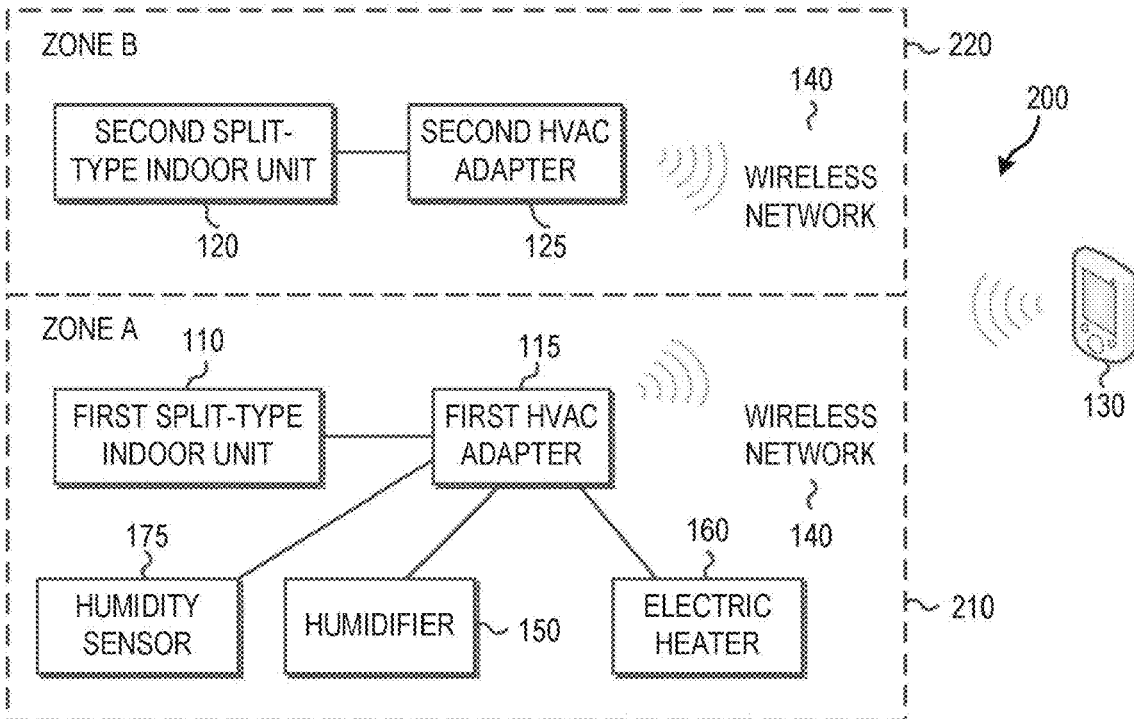 ZONE B
220
140
200
SECOND SPLIT-
TYPE INDOOR UNIT
SECOND HVAC
ADAPTER
WIRELESS
NETWORK
120
125
ZONE A
110
115
FIRST SPLIT-TYPE
INDOOR UNIT
FIRST HVAC
ADAPTER
WIRELESS
NETWORK
130
175
160
140
HUMIDITY
SENSOR
HUMIDIFIER
150
ELECTRIC
HEATER
210